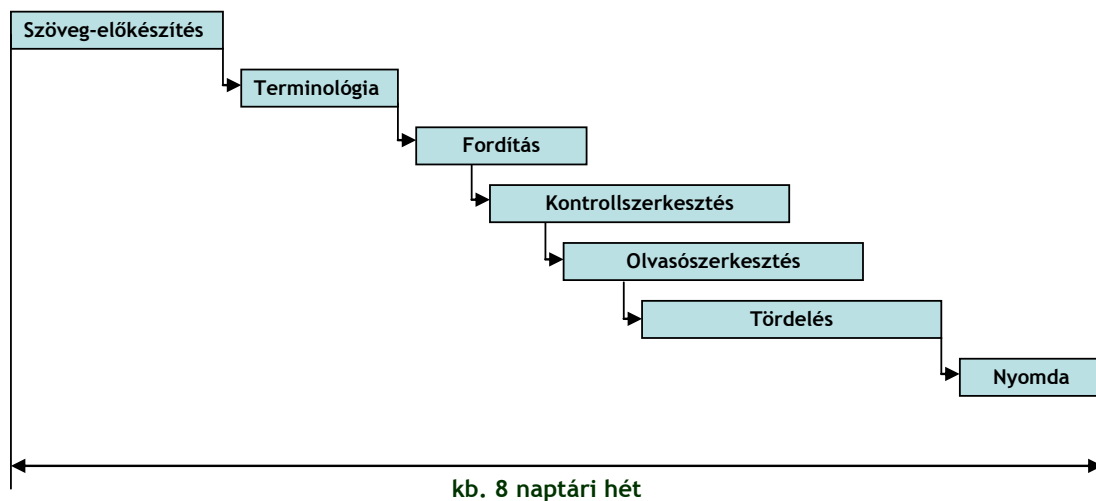 Szöveg-előkészítés
Terminológia
Fordítás
Kontrollszerkesztés
Olvasószerkesztés
Tördelés
Nyomda
kb. 8 naptári hét